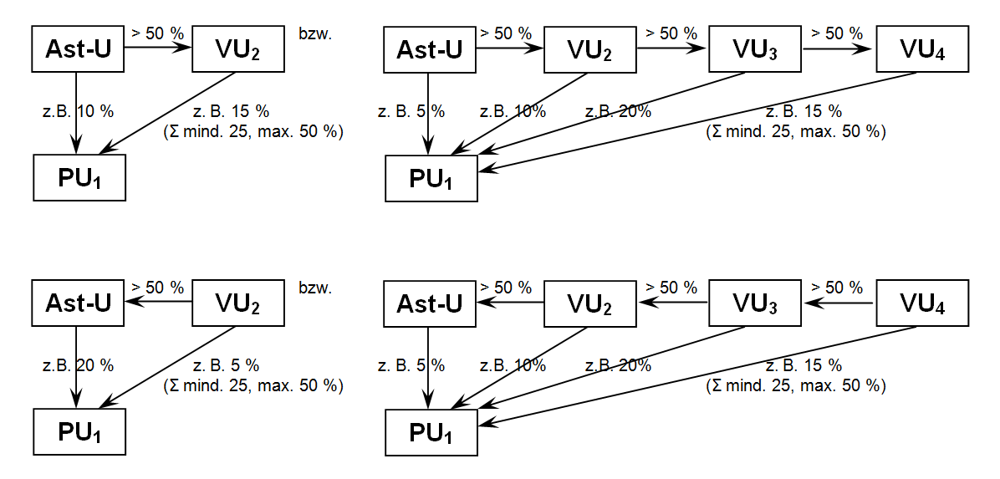 > 50 % bzw. > 50 % > 50 % > 50 %
Ast-U VU₂ Ast-U VU₂ VU₃ VU₄
z.B. 10 % z. B. 15 % z. B. 5 % z.B. 10% z.B. 20% z. B. 15 %
(Σ mind. 25, max. 50 %) (Σ mind. 25, max. 50 %)
PU₁ PU₁
> 50 % bzw. > 50 % > 50 % > 50 %
Ast-U VU₂ Ast-U VU₂ VU₃ VU₄
z.B. 20 % z. B. 5 % z. B. 5 % z.B. 10% z.B. 20% z. B. 15 %
(Σ mind. 25, max. 50 %) (Σ mind. 25, max. 50 %)
PU₁ PU₁